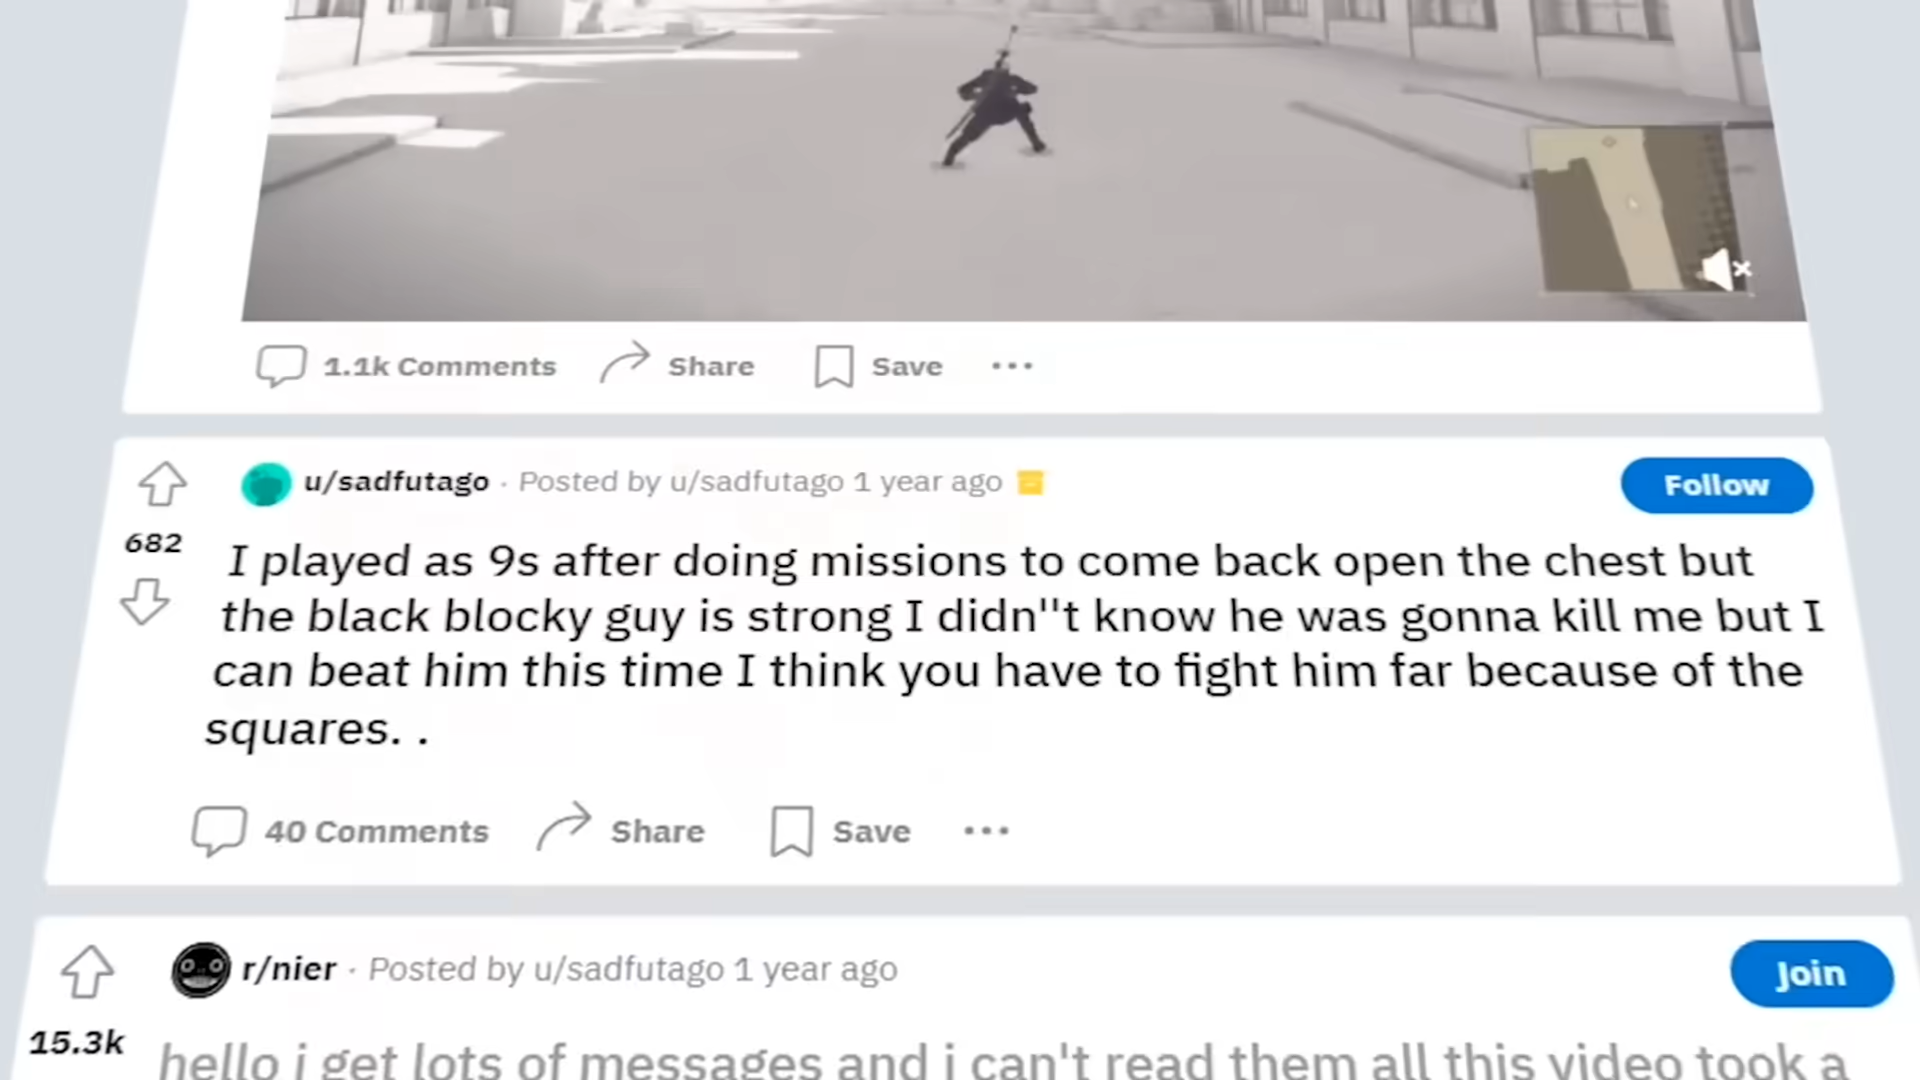 1.1k Comments Share Save
u/sadfutago · Posted by u/sadfutago 1 year ago
Follow
682
I played as 9s after doing missions to come back open the chest but
the black blocky guy is strong I didn''t know he was gonna kill me but I
can beat him this time I think you have to fight him far because of the
squares. .
40 Comments Share Save
r/nier · Posted by u/sadfutago 1 year ago
Join
15.3k
hello i get lots of messages and i can't read them all this video took a